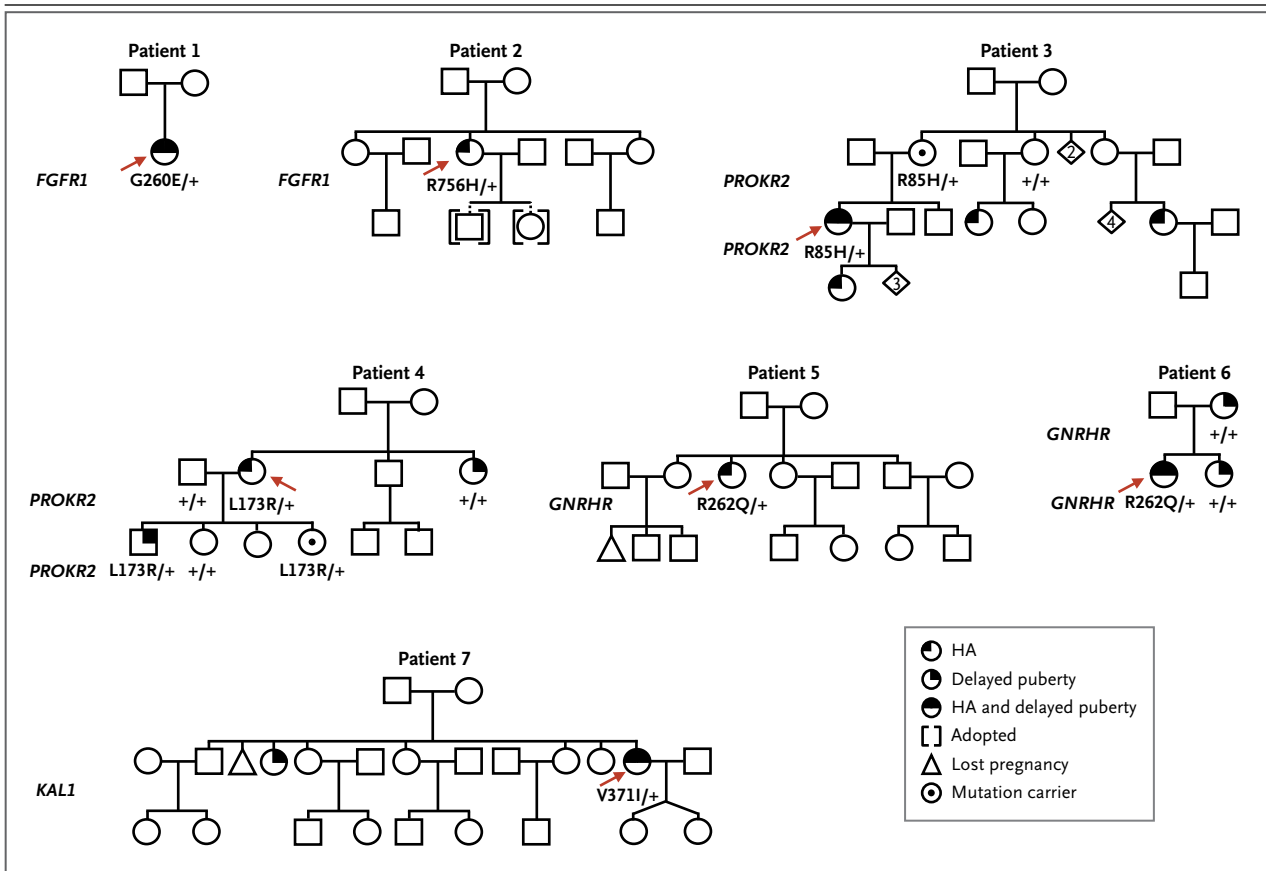 Patient 1
Patient 2
Patient 3
FGFR1
G260E/+
FGFR1
R756H/+
PROKR2
R85H/+
+/+
2
PROKR2
R85H/+
4
3
Patient 4
Patient 5
Patient 6
GNRHR
+/+
PROKR2
+/+
L173R/+
+/+
GNRHR
R262Q/+
GNRHR
R262Q/+
+/+
PROKR2
L173R/+
+/+
L173R/+
Patient 7
KAL1
V371I/+
HA
Delayed puberty
HA and delayed puberty
Adopted
Lost pregnancy
Mutation carrier